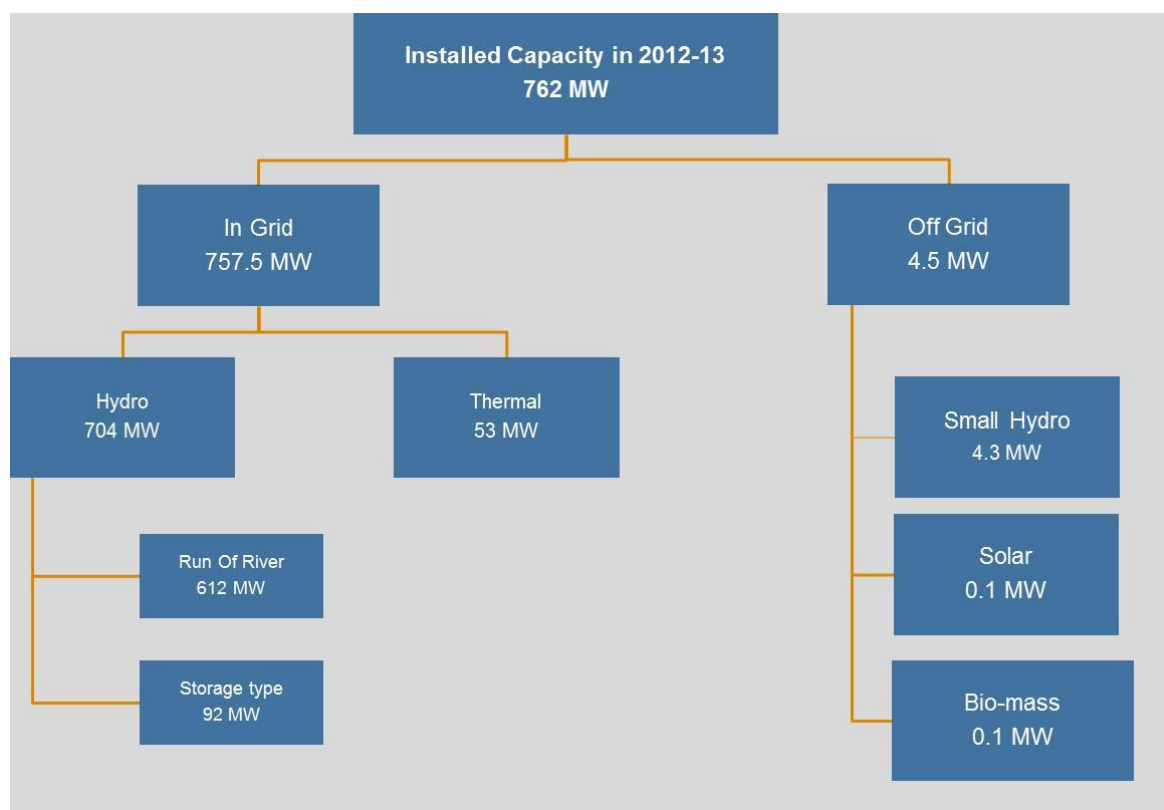 Installed Capacity in 2012-13
762 MW
In Grid
757.5 MW
Off Grid
4.5 MW
Hydro
704 MW
Thermal
53 MW
Small Hydro
4.3 MW
Run Of River
612 MW
Solar
0.1 MW
Storage type
92 MW
Bio-mass
0.1 MW